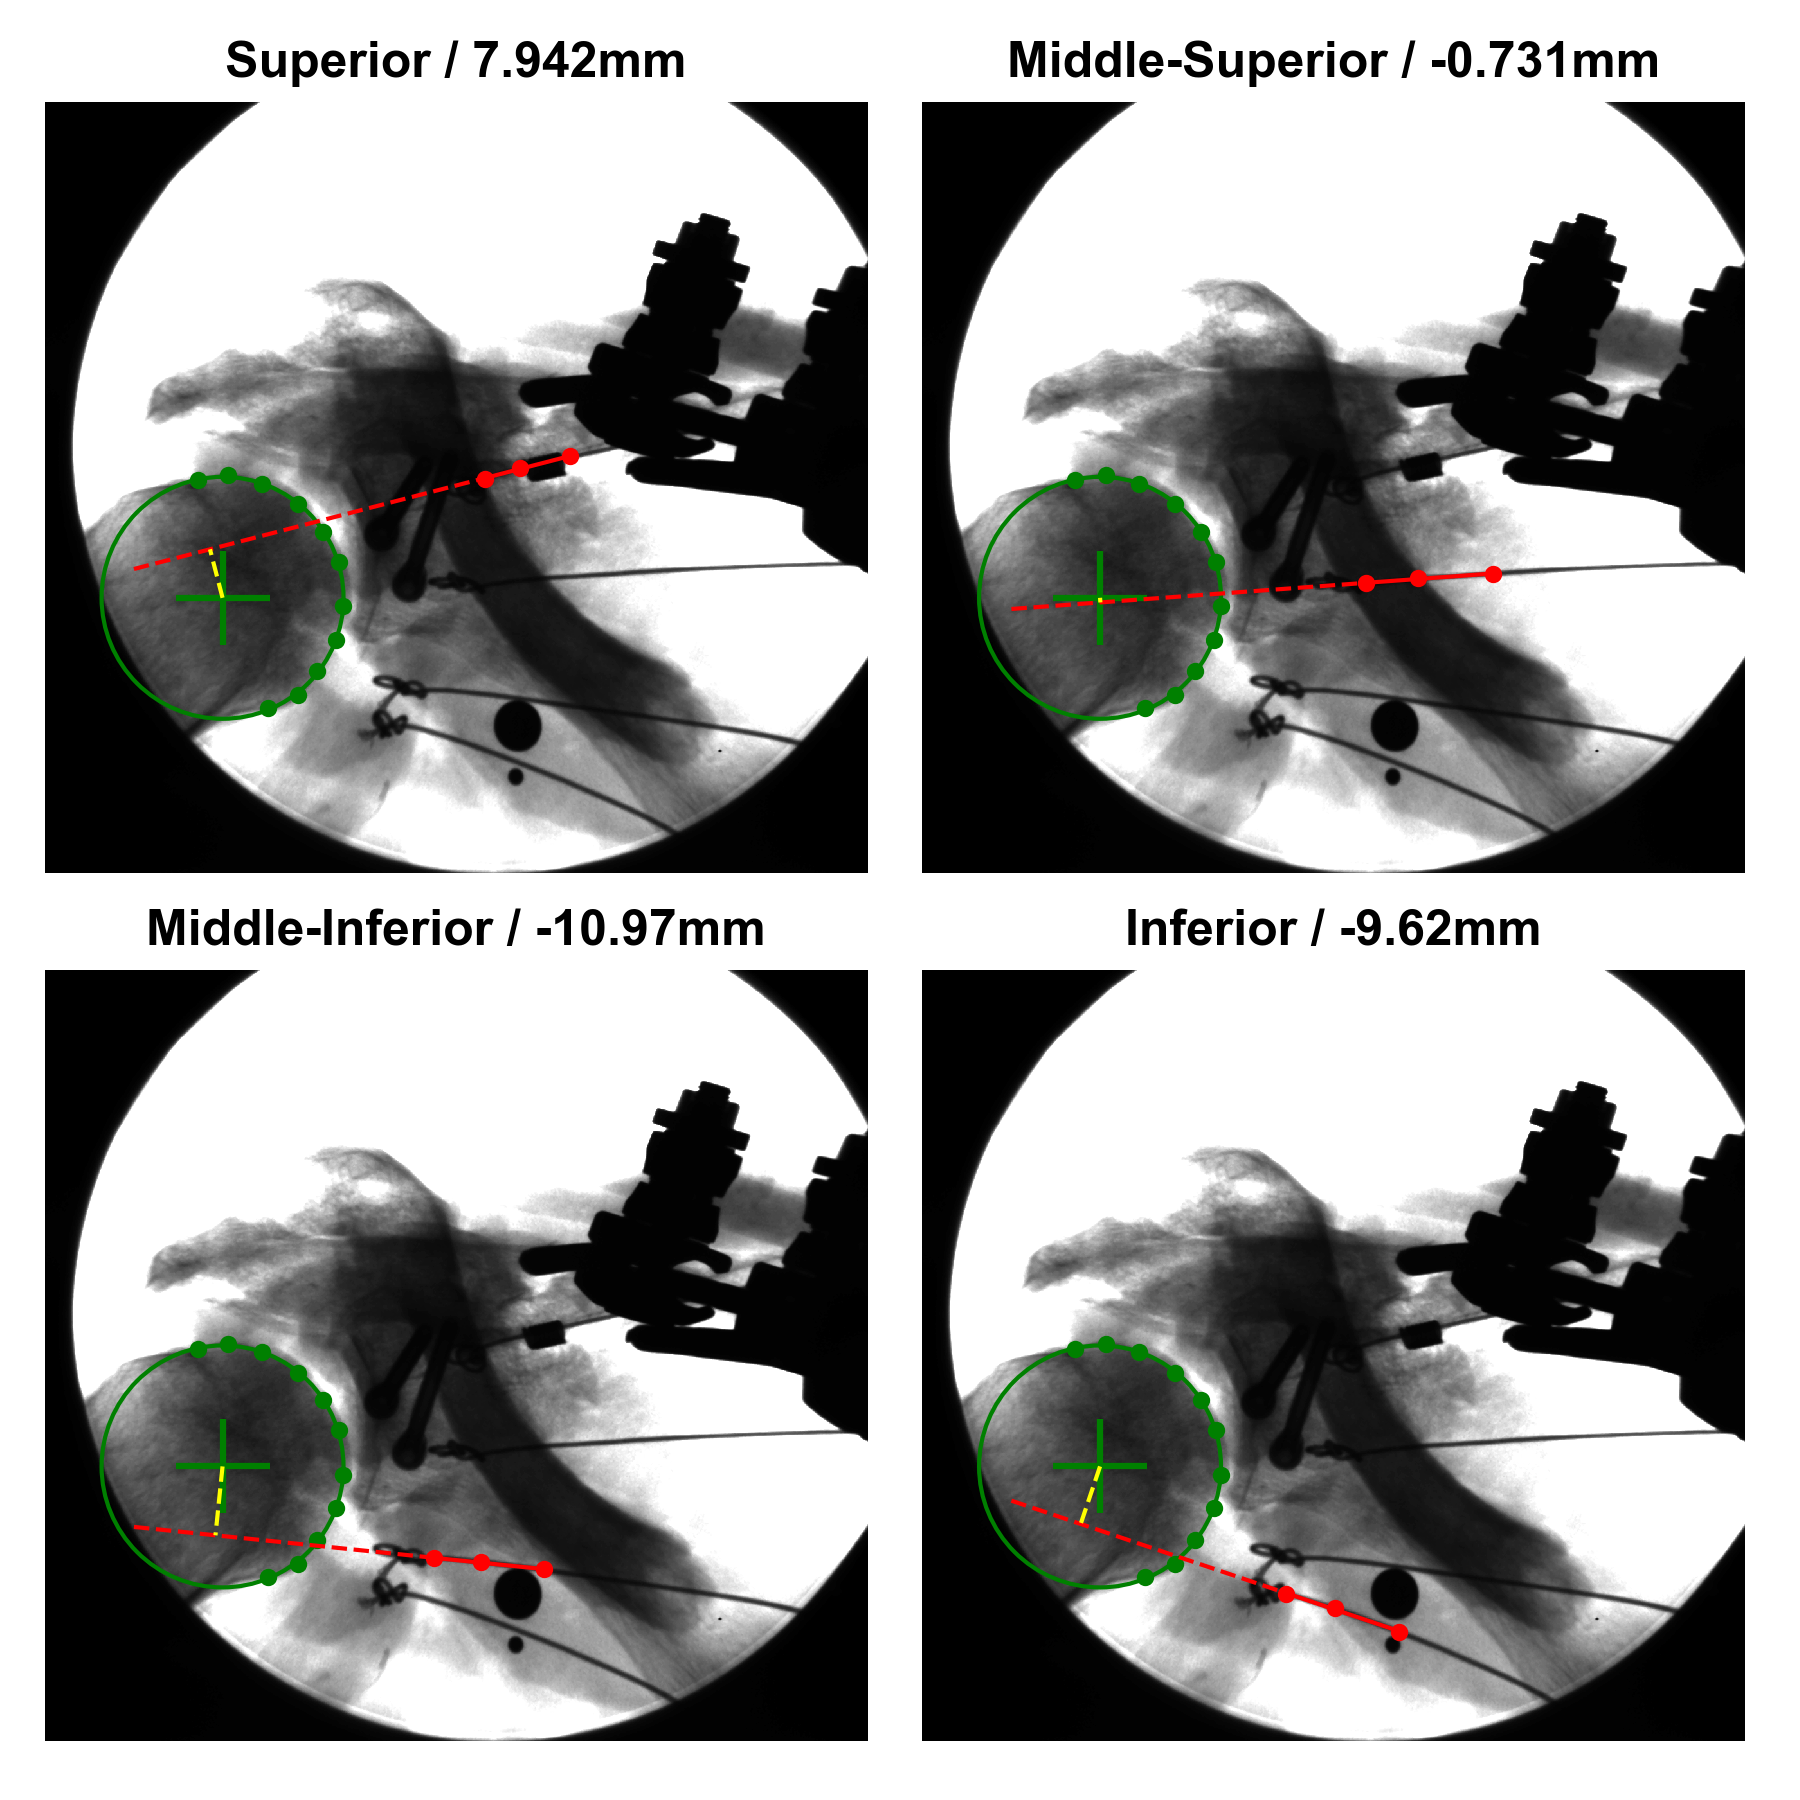 Superior / 7.942mm
Middle-Superior / -0.731mm
Middle-Inferior / -10.97mm
Inferior / -9.62mm